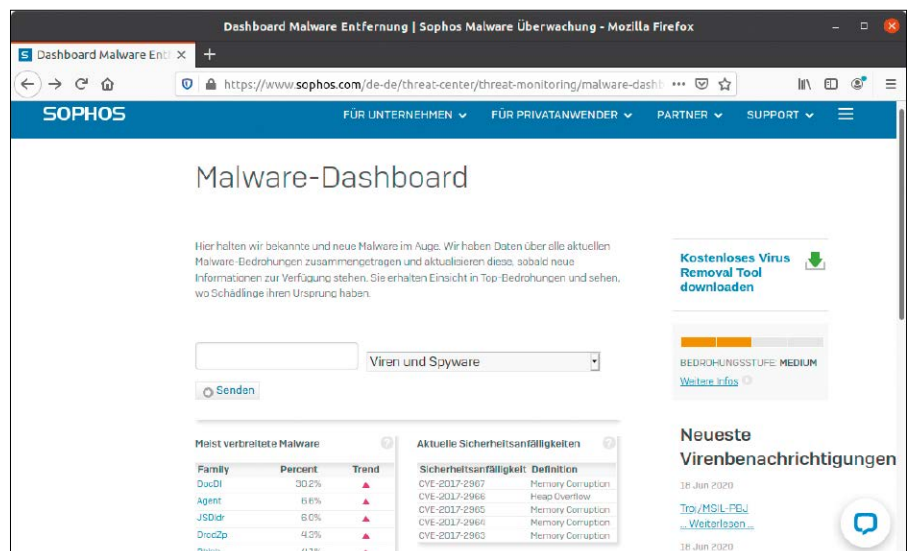 Dashboard Malware Entfernung | Sophos Malware Überwachung - Mozilla Firefox
Dashboard Malware Entf
https://www.sophos.com/de-de/threat-center/threat-monitoring/malware-dash
SOPHOS
FÜR UNTERNEHMEN
FÜR PRIVATANWENDER
PARTNER
SUPPORT
Malware-Dashboard
Hier halten wir bekannte und neue Malware im Auge. Wir haben Daten über alle aktuellen
Malware-Bedrohungen zusammengetragen und aktualisieren diese, sobald neue
Informationen zur Verfügung stehen. Sie erhalten Einsicht in Top-Bedrohungen und sehen,
wo Schädlinge ihren Ursprung haben.
Viren und Spyware
Senden
Meist verbreitete Malware
Family Percent Trend
DocDl 30.2%
Agent 6.6%
JSDldr 6.0%
DrodZp 4.3%
Aktuelle Sicherheitsanfälligkeiten
Sicherheitsanfälligkeit Definition
CVE-2017-2967 Memory Corruption
CVE-2017-2966 Heap Overflow
CVE-2017-2965 Memory Corruption
CVE-2017-2964 Memory Corruption
CVE-2017-2963 Memory Corruption
Kostenloses Virus
Removal Tool
downloaden
BEDROHUNGSSTUFE: MEDIUM
Weitere Infos
Neueste
Virenbenachrichtigungen
18 Jun 2020
Troj/MSIL-PBJ
... Weiterlesen ...
18 Jun 2020